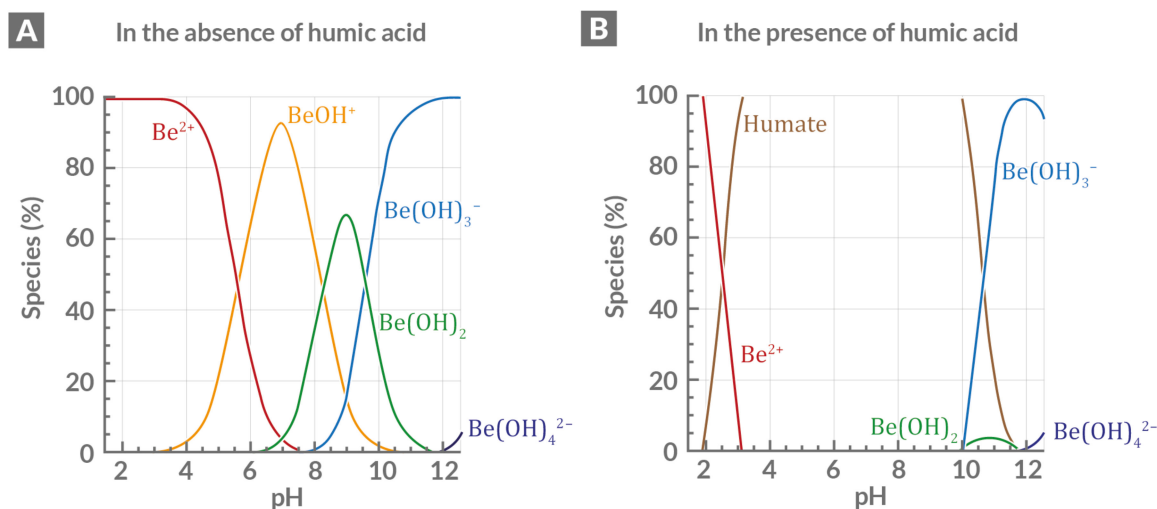 A
In the absence of humic acid
Species (%)
100
80
60
40
20
0
2 4 6 8 10 12
pH
Be²⁺
BeOH⁺
Be(OH)₃⁻
Be(OH)₂
Be(OH)₄²⁻
B
In the presence of humic acid
Species (%)
100
80
60
40
20
0
2 4 6 8 10 12
pH
Humate
Be(OH)₃⁻
Be²⁺
Be(OH)₂
Be(OH)₄²⁻